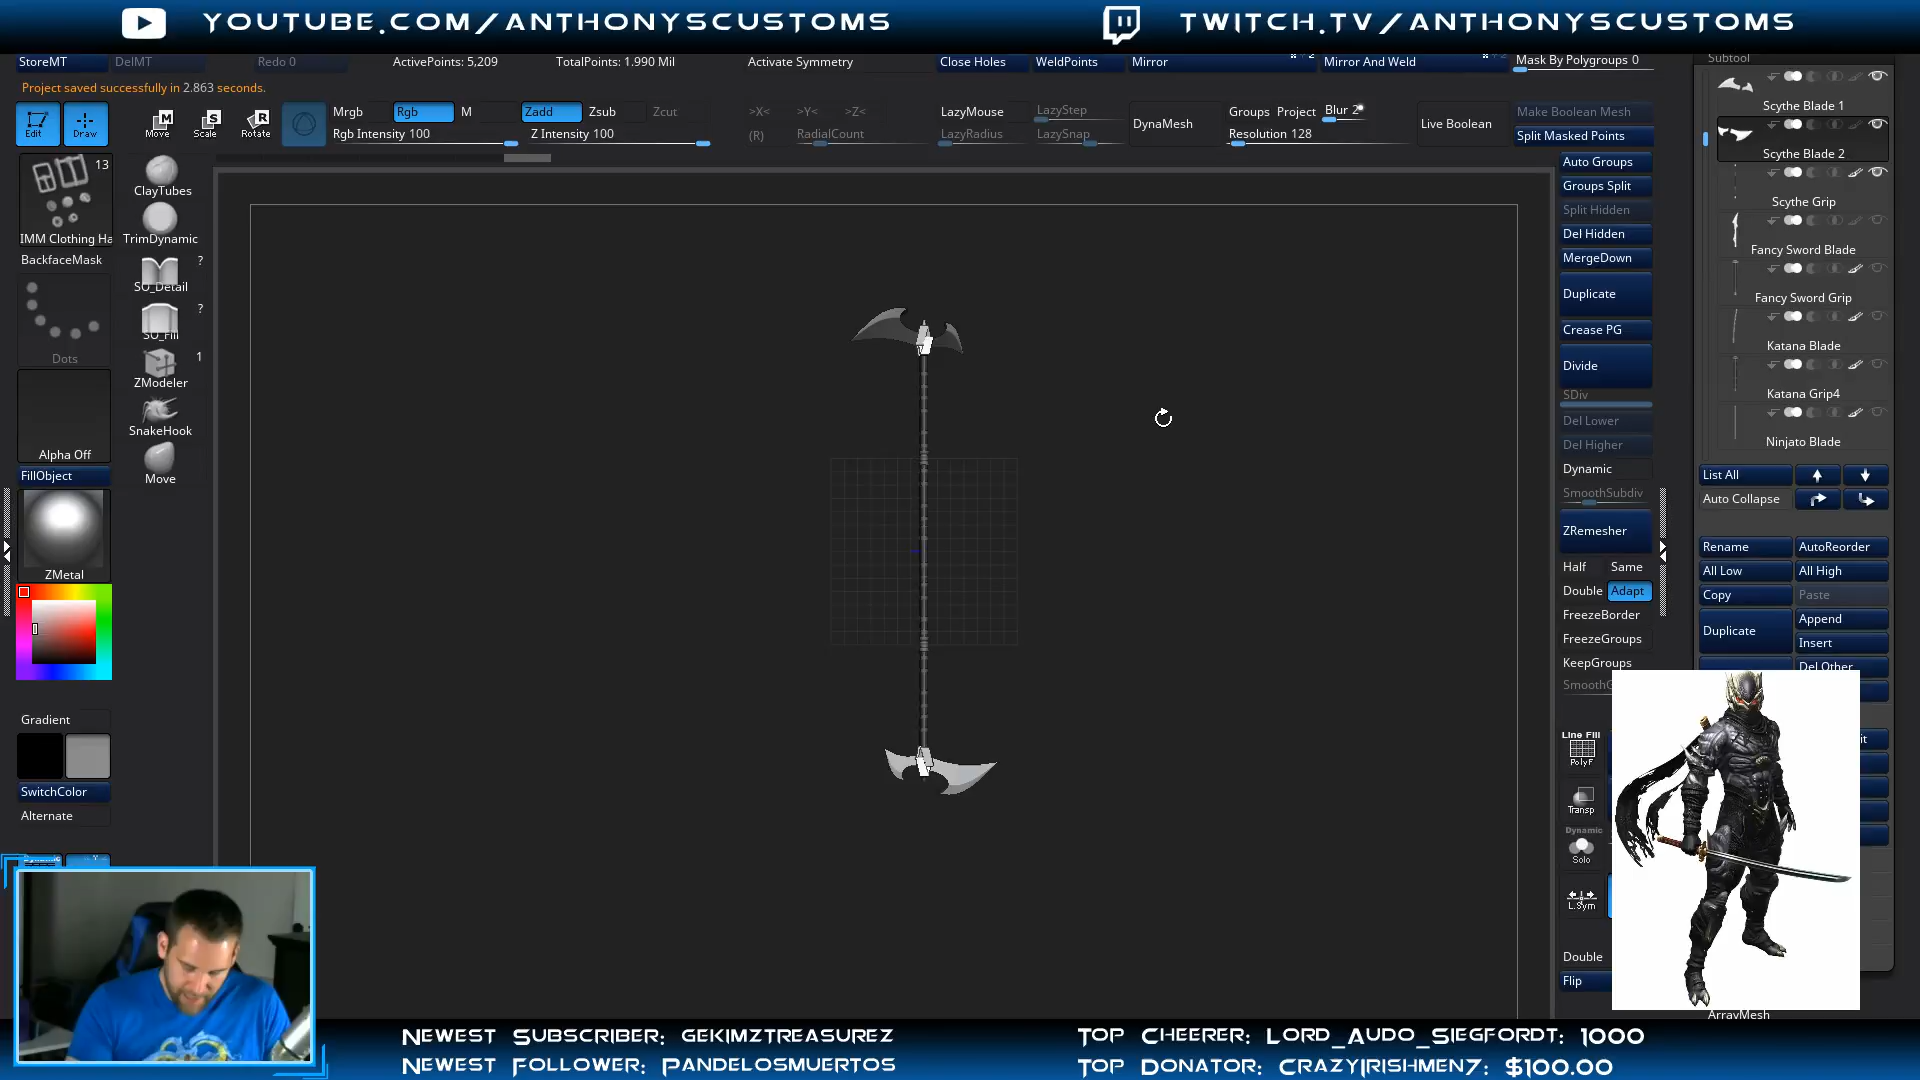 YOUTUBE.COM/ANTHONYSCUSTOMS
TWITCH.TV/ANTHONYSCUSTOMS
StoreMT
DelMT
Redo 0
ActivePoints: 5,209
TotalPoints: 1.990 Mil
Activate Symmetry
Close Holes
WeldPoints
Mirror
Mirror And Weld
Mask By Polygroups 0
Subtool
Project saved successfully in 2.863 seconds.
Edit
Draw
Move
Scale
Rotate
Mrgb
Rgb
M
Zadd
Zsub
Zcut
Rgb Intensity 100
Z Intensity 100
>X<
>Y<
>Z<
(R)
RadialCount
LazyMouse
LazyStep
LazyRadius
LazySnap
DynaMesh
Groups
Project
Blur 2
Resolution 128
Live Boolean
Make Boolean Mesh
Split Masked Points
Scythe Blade 1
Scythe Blade 2
Scythe Grip
Fancy Sword Blade
Fancy Sword Grip
Katana Blade
Katana Grip4
Ninjato Blade
13
IMM Clothing Ha
BackfaceMask
Dots
Alpha Off
FillObject
ZMetal
Gradient
SwitchColor
Alternate
ClayTubes
TrimDynamic
?
SO_Detail
?
SO_Fill
1
ZModeler
SnakeHook
Move
Auto Groups
Groups Split
Split Hidden
Del Hidden
MergeDown
Duplicate
Crease PG
Divide
SDiv
Del Lower
Del Higher
Dynamic
SmoothSubdiv
ZRemesher
Half
Same
Double
Adapt
FreezeBorder
FreezeGroups
KeepGroups
Line Fill
PolyF
Transp
Dynamic
Solo
L.Sym
Double
Flip
List All
Auto Collapse
Rename
AutoReorder
All Low
All High
Copy
Paste
Duplicate
Append
Insert
Del Other
ArrayMesh
NEWEST SUBSCRIBER: GEKIMZTREASUREZ
NEWEST FOLLOWER: PANDELOSMUERTOS
TOP CHEERER: LORD_AUDO_SIEGFORDT: 1000
TOP DONATOR: CRAZYIRISHMEN7: $100.00